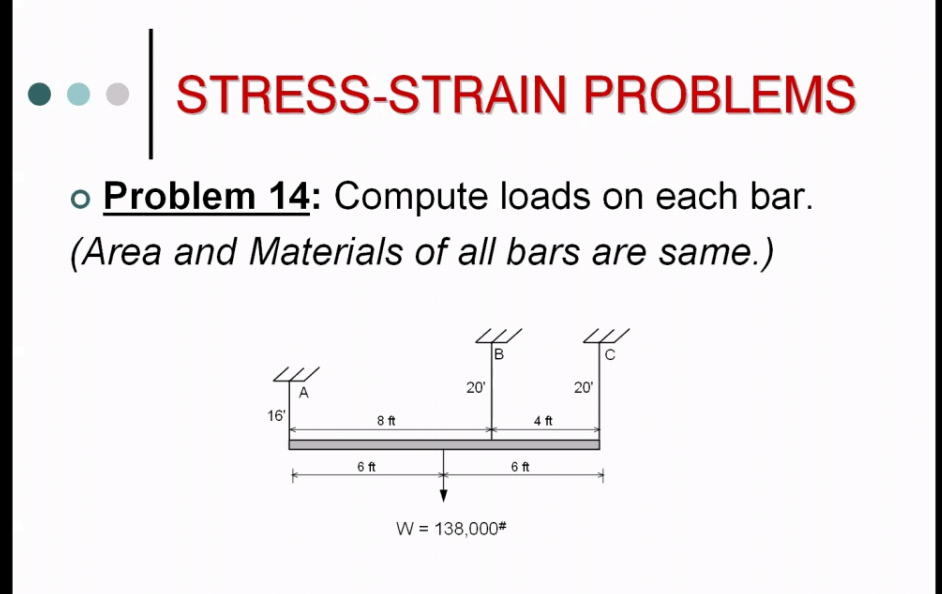 STRESS-STRAIN PROBLEMS
Problem 14: Compute loads on each bar.
(Area and Materials of all bars are same.)
B
C
A
20'
20'
16'
8 ft
4 ft
6 ft
6 ft
W = 138,000#